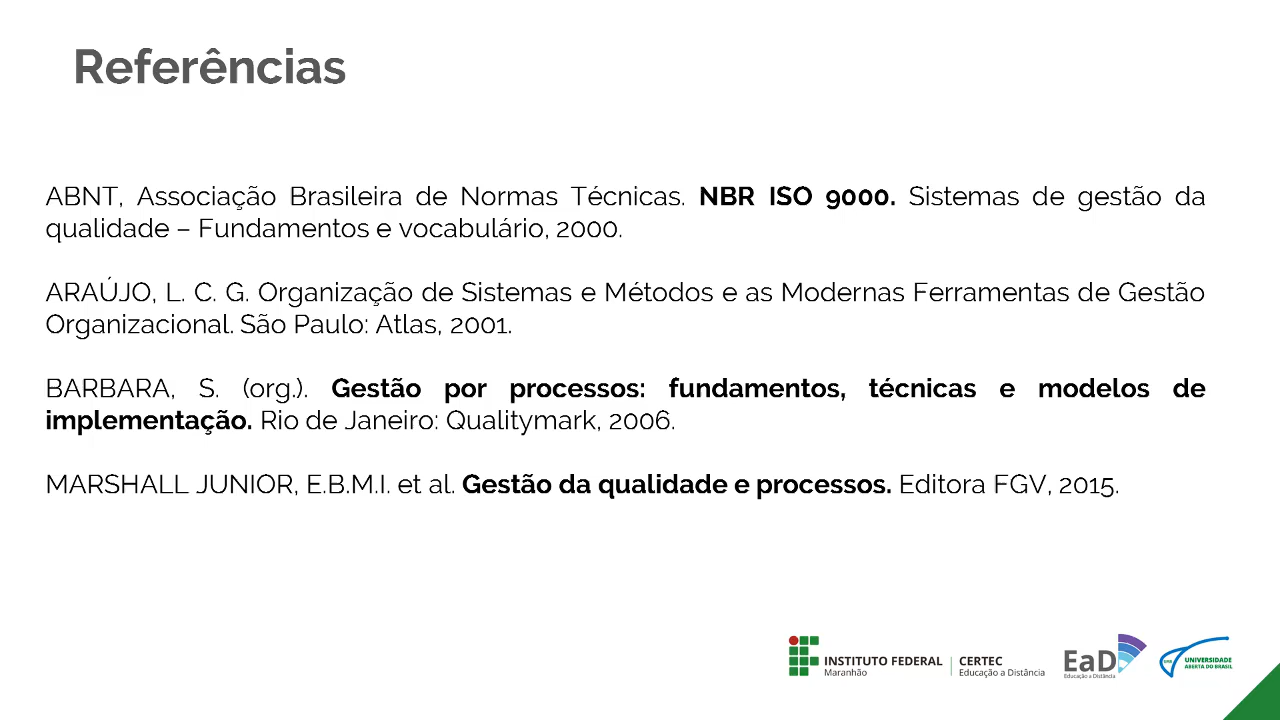 Referências
ABNT, Associação Brasileira de Normas Técnicas. NBR ISO 9000. Sistemas de gestão da
qualidade – Fundamentos e vocabulário, 2000.
ARAÚJO, L. C. G. Organização de Sistemas e Métodos e as Modernas Ferramentas de Gestão
Organizacional. São Paulo: Atlas, 2001.
BARBARA, S. (org.). Gestão por processos: fundamentos, técnicas e modelos de
implementação. Rio de Janeiro: Qualitymark, 2006.
MARSHALL JUNIOR, E.B.M.I. et al. Gestão da qualidade e processos. Editora FGV, 2015.
INSTITUTO FEDERAL
Maranhão
CERTEC
Educação a Distância
EaD
Educação a Distância
UAB
UNIVERSIDADE
ABERTA DO BRASIL